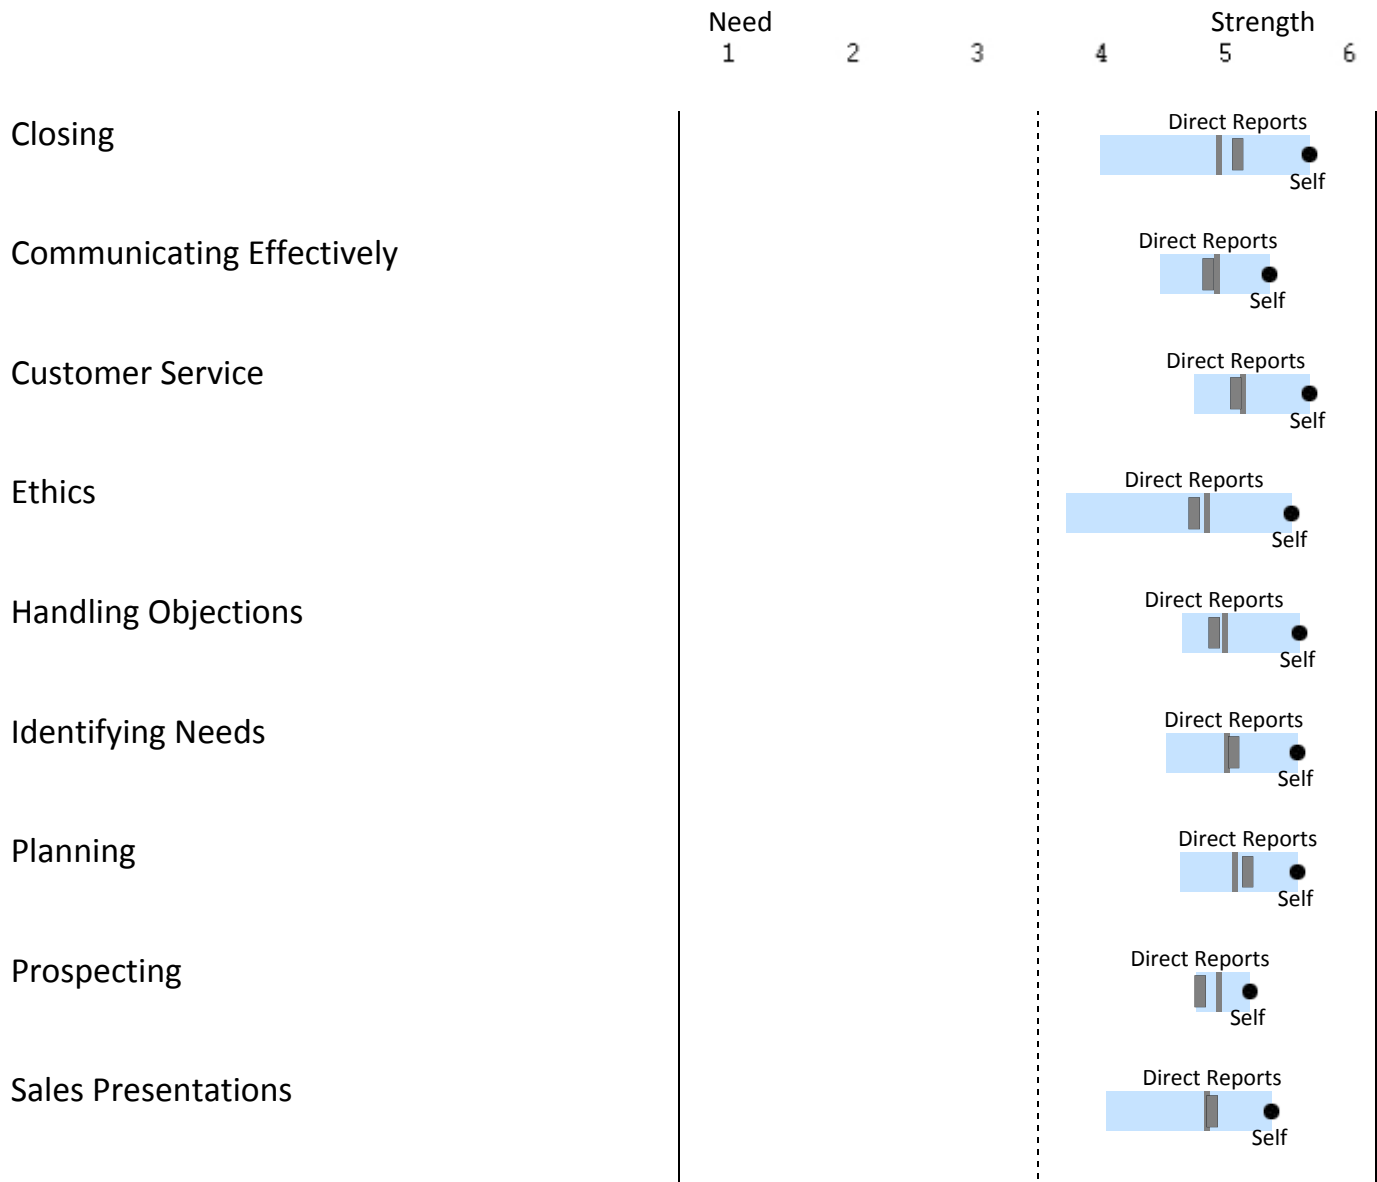 Need Strength
1 2 3 4 5 6
Closing
Direct Reports
Self
Communicating Effectively
Direct Reports
Self
Customer Service
Direct Reports
Self
Ethics
Direct Reports
Self
Handling Objections
Direct Reports
Self
Identifying Needs
Direct Reports
Self
Planning
Direct Reports
Self
Prospecting
Direct Reports
Self
Sales Presentations
Direct Reports
Self